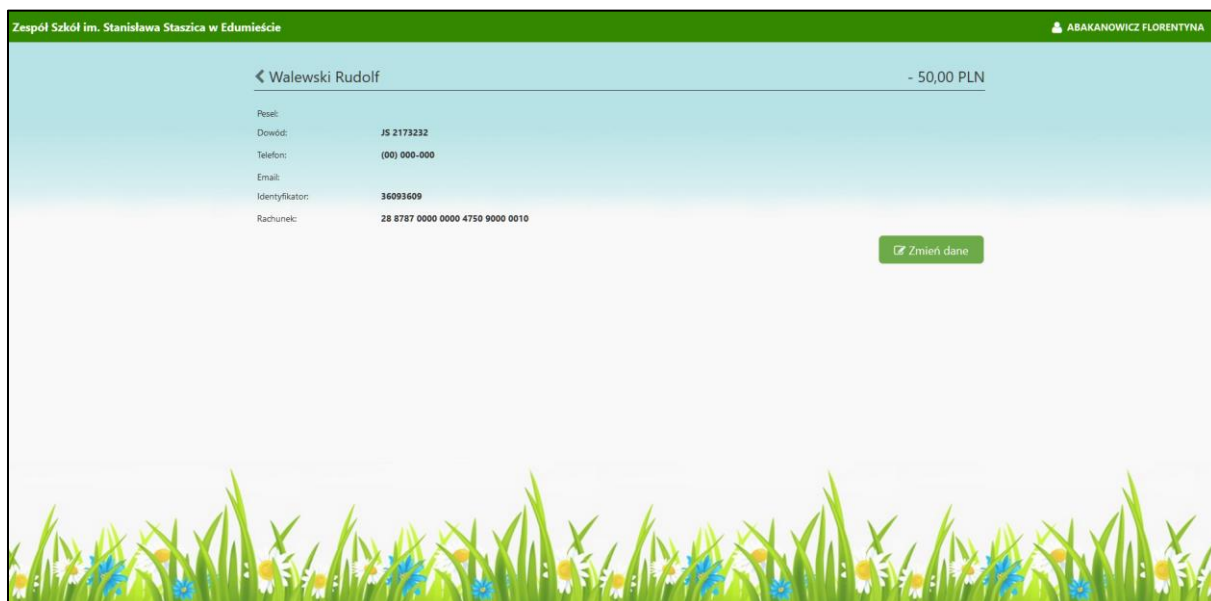 Zespół Szkół im. Stanisława Staszica w Edumieście ABAKANOWICZ FLORENTYNA
Walewski Rudolf - 50,00 PLN
Pesel:
Dowód: JS 2173232
Telefon: (00) 000-000
Email:
Identyfikator: 36093609
Rachunek: 28 8787 0000 0000 4750 9000 0010
Zmień dane